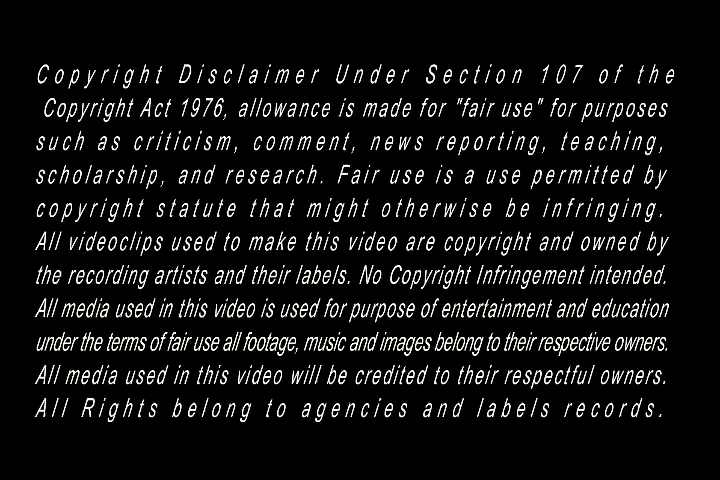 Copyright Disclaimer Under Section 107 of the
Copyright Act 1976, allowance is made for "fair use" for purposes
such as criticism, comment, news reporting, teaching,
scholarship, and research. Fair use is a use permitted by
copyright statute that might otherwise be infringing.
All videoclips used to make this video are copyright and owned by
the recording artists and their labels. No Copyright Infringement intended.
All media used in this video is used for purpose of entertainment and education
under the terms of fair use all footage, music and images belong to their respective owners.
All media used in this video will be credited to their respectful owners.
All Rights belong to agencies and labels records.